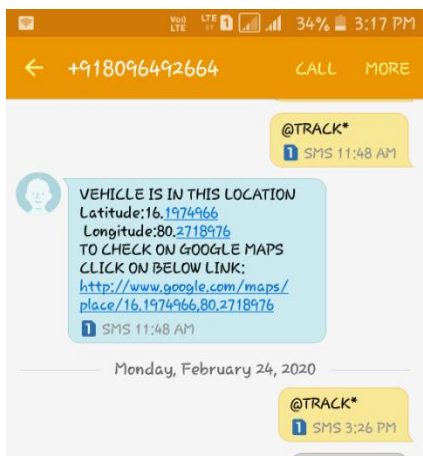 Voi) LTE LTE 1 34% 3:17 PM
+918096492664 CALL MORE
@TRACK*
1 SMS 11:48 AM
VEHICLE IS IN THIS LOCATION
Latitude:16.1974966
Longitude:80.2718976
TO CHECK ON GOOGLE MAPS
CLICK ON BELOW LINK:
http://www.google.com/maps/
place/16.1974966,80.2718976
1 SMS 11:48 AM
Monday, February 24, 2020
@TRACK*
1 SMS 3:26 PM